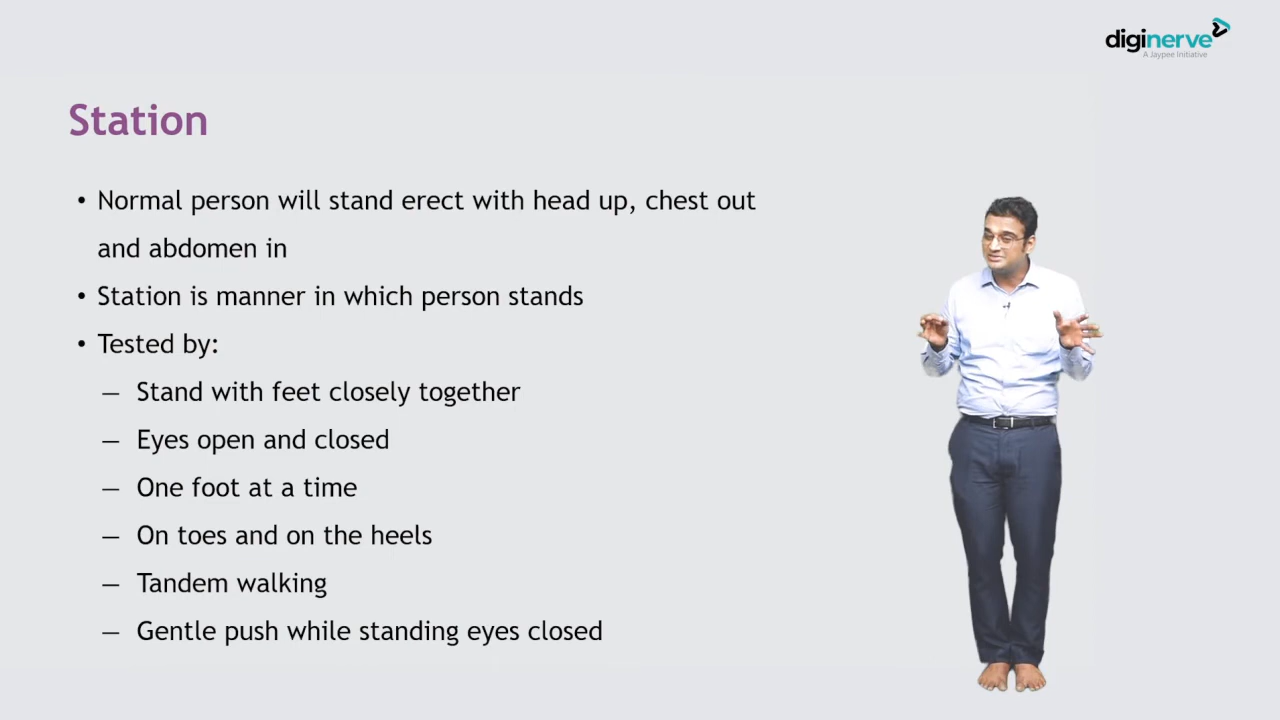 diginerve
A Jaypee Initiative
Station
• Normal person will stand erect with head up, chest out
and abdomen in
• Station is manner in which person stands
• Tested by:
— Stand with feet closely together
— Eyes open and closed
— One foot at a time
— On toes and on the heels
— Tandem walking
— Gentle push while standing eyes closed